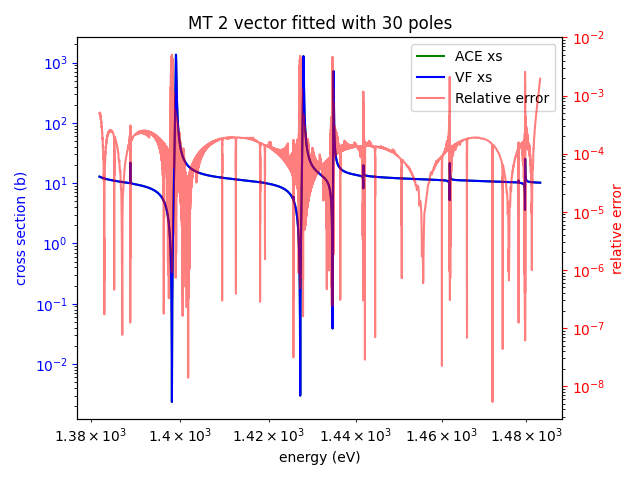 MT 2 vector fitted with 30 poles
ACE xs
VF xs
Relative error
cross section (b)
10³
10²
10¹
10⁰
10⁻¹
10⁻²
10⁻²
10⁻³
10⁻⁴
10⁻⁵
10⁻⁶
10⁻⁷
10⁻⁸
relative error
1.38 × 10³ 1.4 × 10³ 1.42 × 10³ 1.44 × 10³ 1.46 × 10³ 1.48 × 10³
energy (eV)